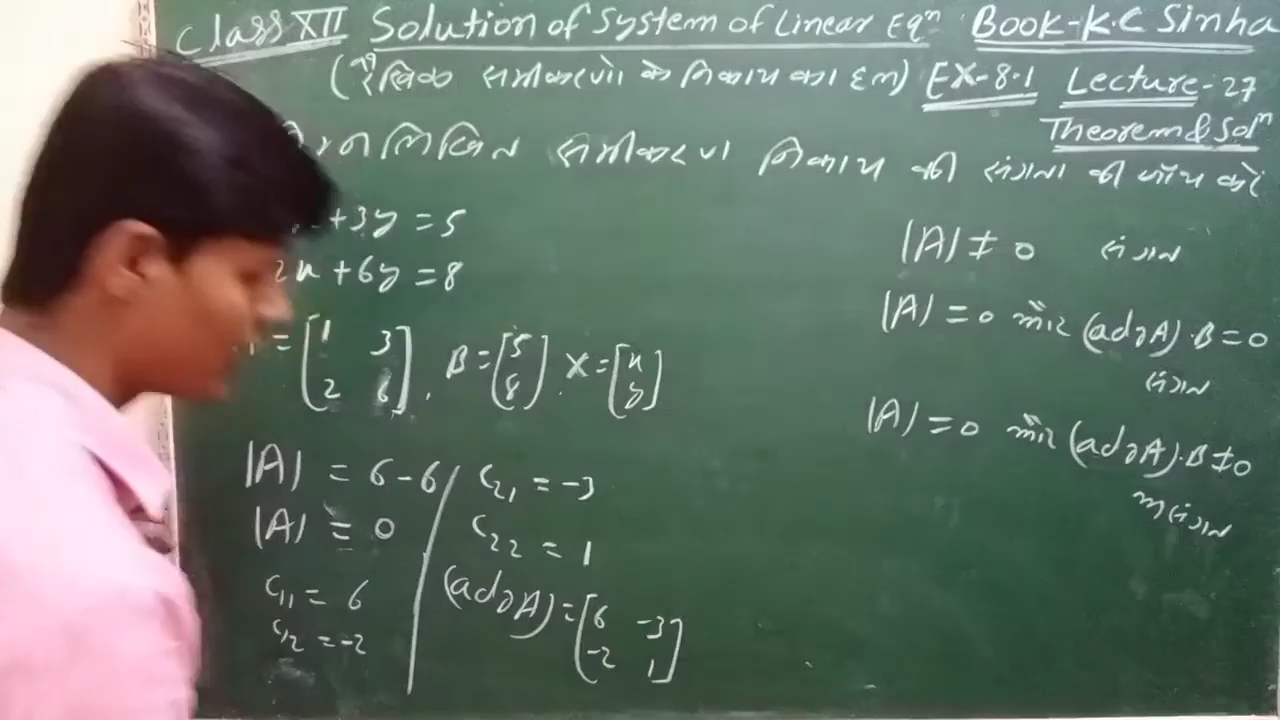 Class XII Solution of System of Linear Eqⁿ Book-K.C Sinha
(रैखिक समीकरणों के निकाय का हल) EX-8.1 Lecture-27
Theorem & Solⁿ
समीकरण निकाय की संगतता की जाँच करें
+3y = 5
2x + 6y = 8
= [1 3
2 6], B = [5
8], X = [x
y]
|A| = 6-6
|A| = 0
C₁₁ = 6
C₁₂ = -2
C₂₁ = -3
C₂₂ = 1
(adjA) = [6 -3
-2 1]
|A| ≠ 0 संगत
|A| = 0 और (adjA)·B = 0
संगत
|A| = 0 और (adjA)·B ≠ 0
असंगत